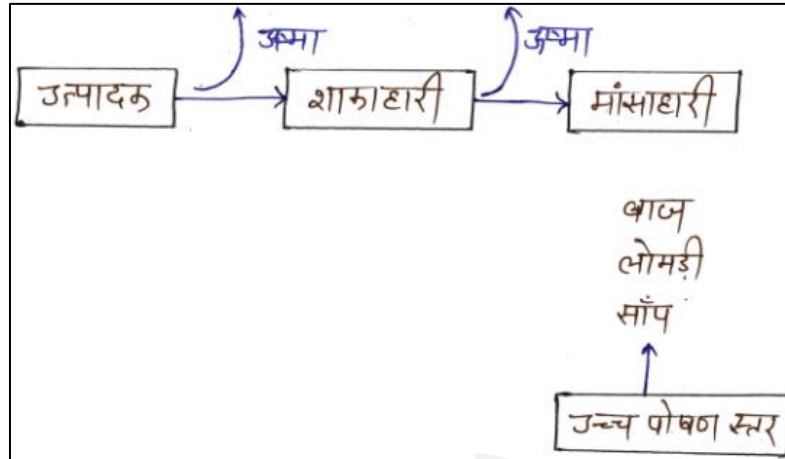 ऊष्मा ऊष्मा
उत्पादक शाकाहारी मांसाहारी
बाज
लोमड़ी
साँप
उच्च पोषण स्तर